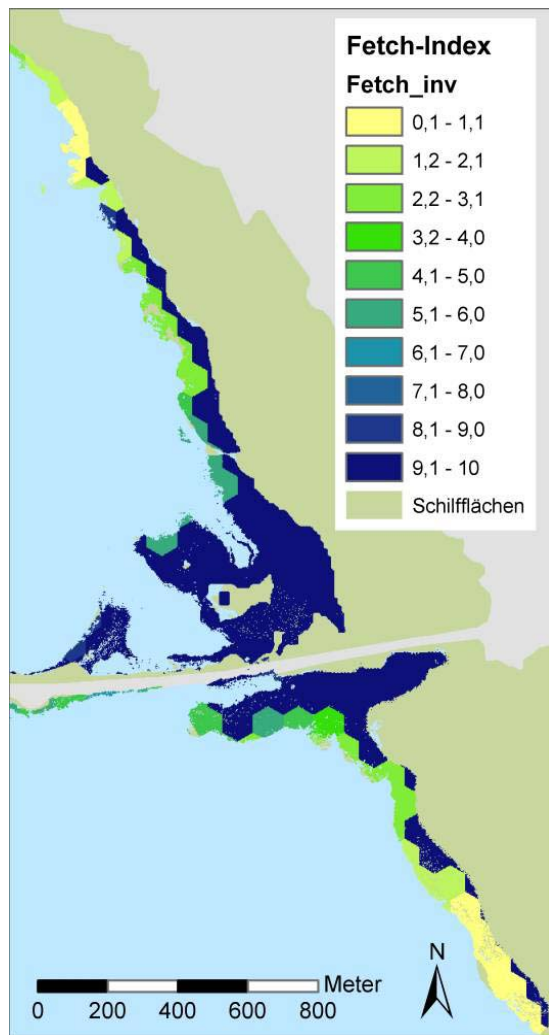 Fetch-Index
Fetch_inv
0,1 - 1,1
1,2 - 2,1
2,2 - 3,1
3,2 - 4,0
4,1 - 5,0
5,1 - 6,0
6,1 - 7,0
7,1 - 8,0
8,1 - 9,0
9,1 - 10
Schilfflächen
N
Meter
0 200 400 600 800